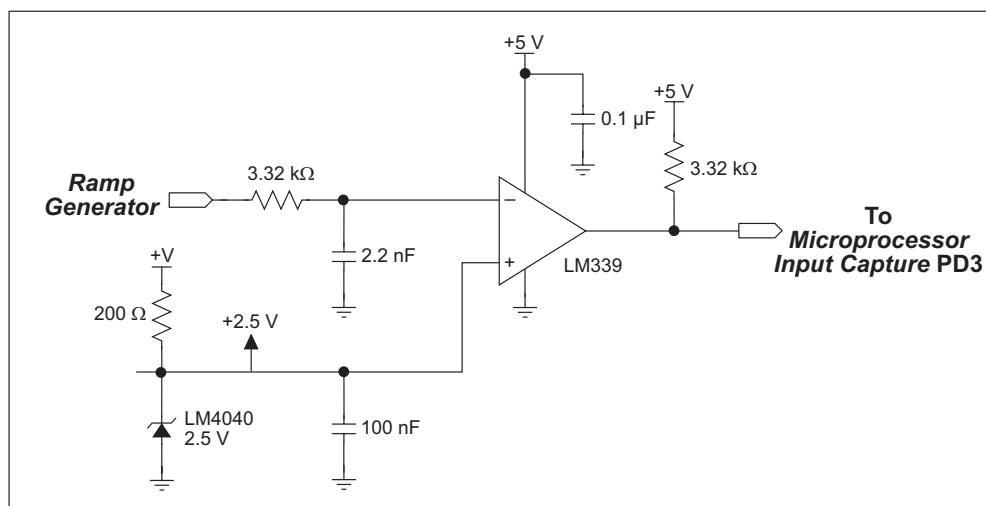 +5 V
+5 V
0.1 µF
3.32 kΩ
3.32 kΩ
Ramp
Generator
−
To
Microprocessor
Input Capture PD3
2.2 nF
+
LM339
+V
200 Ω
+2.5 V
LM4040
2.5 V
100 nF